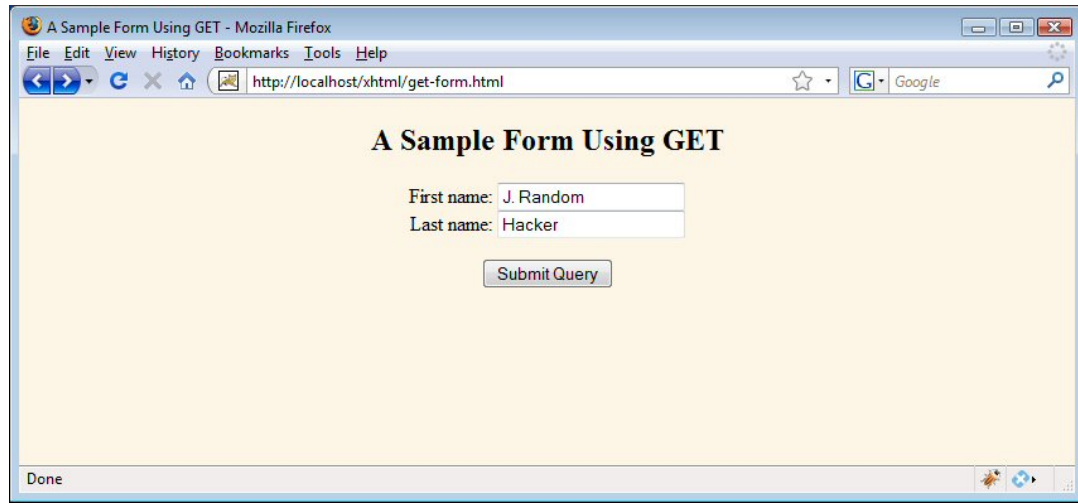 A Sample Form Using GET - Mozilla Firefox
File Edit View History Bookmarks Tools Help
http://localhost/xhtml/get-form.html G Google
A Sample Form Using GET
First name: J. Random
Last name: Hacker
Submit Query
Done